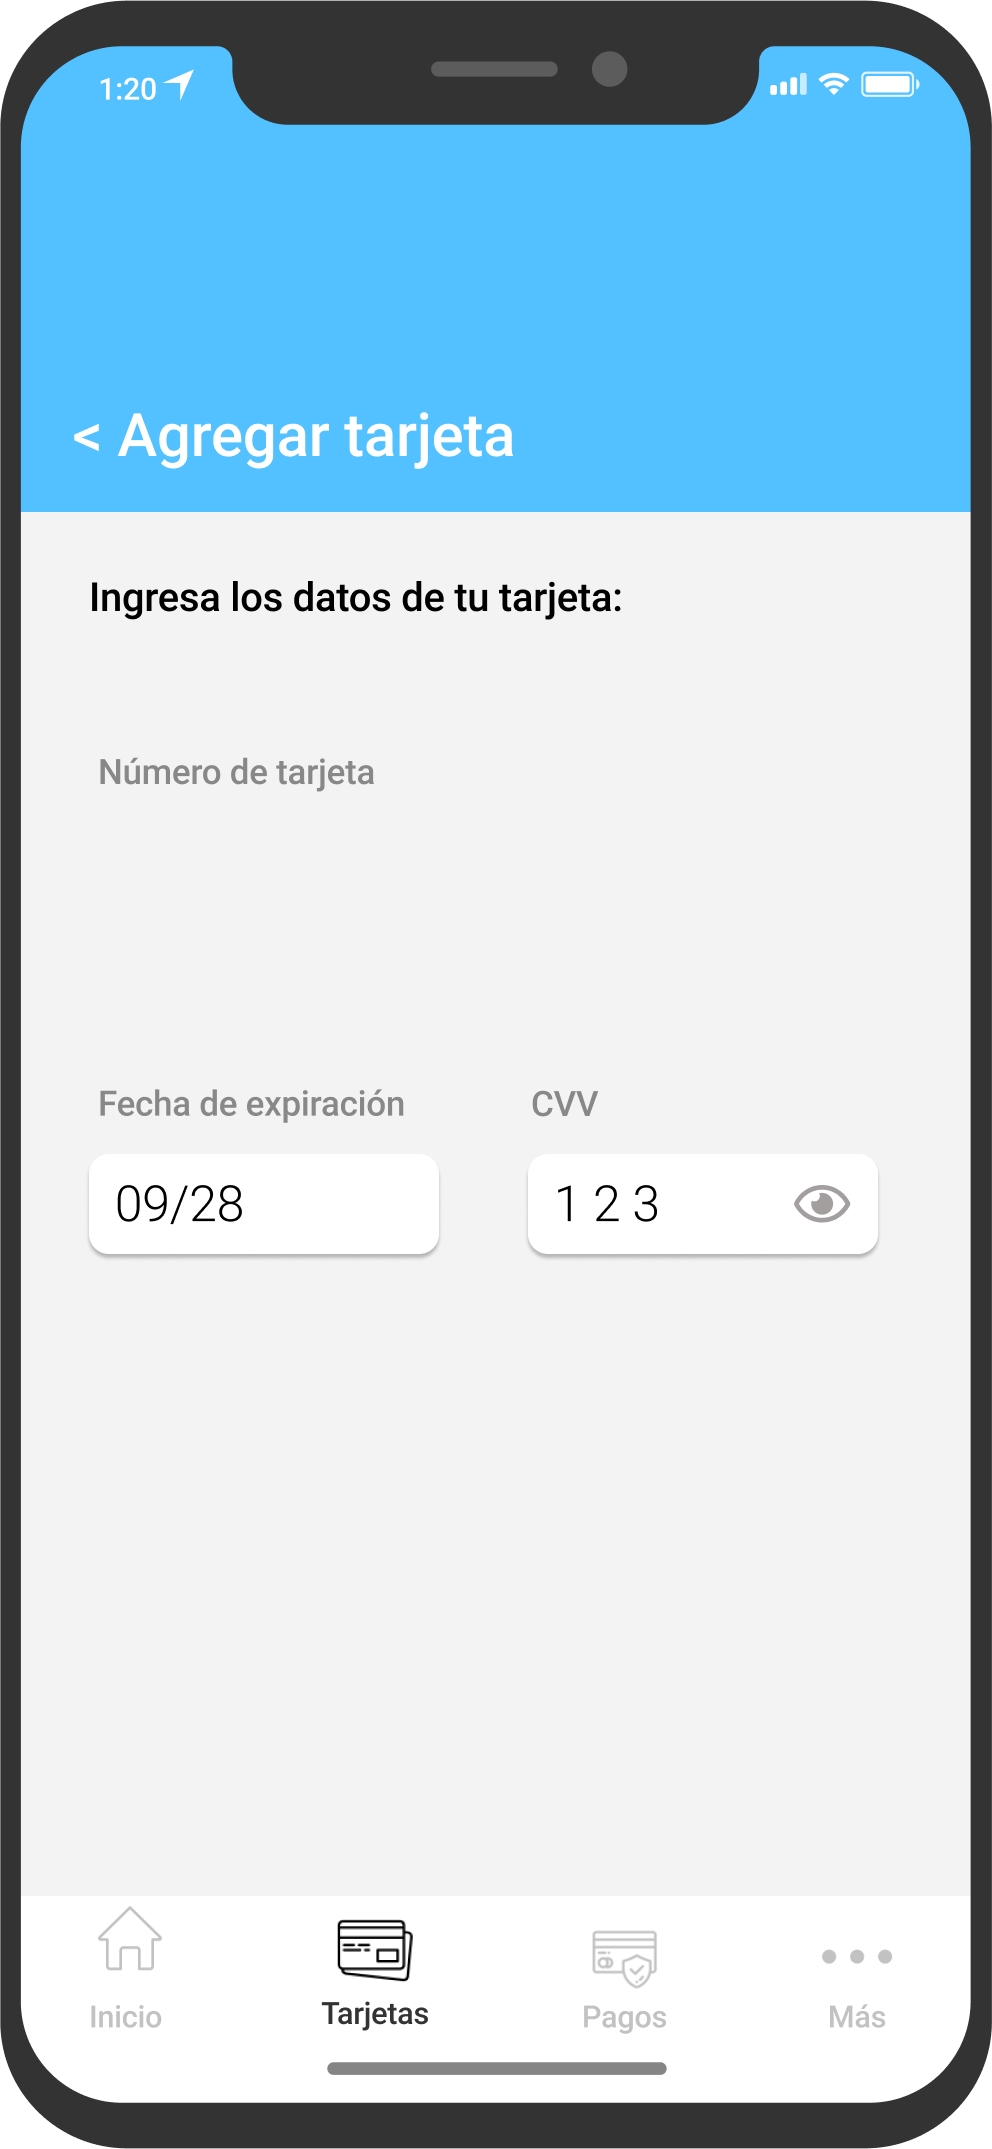 1:20
< Agregar tarjeta
Ingresa los datos de tu tarjeta:
Número de tarjeta
Fecha de expiración CVV
09/28 1 2 3
Inicio Tarjetas Pagos Más